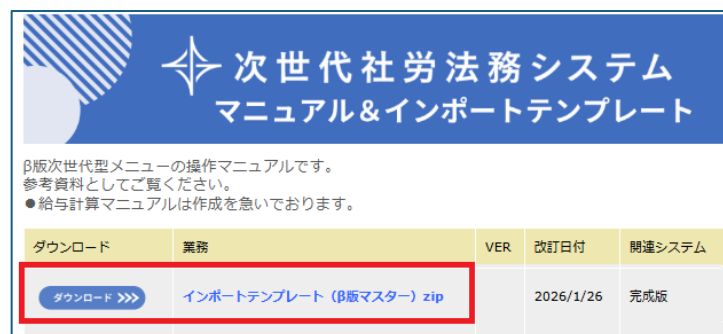 次世代社労法務システム
マニュアル＆インポートテンプレート
β版次世代型メニューの操作マニュアルです。
参考資料としてご覧ください。
●給与計算マニュアルは作成を急いでおります。
ダウンロード 業務 VER 改訂日付 関連システム
ダウンロード >>> インポートテンプレート（β版マスター）zip 2026/1/26 完成版